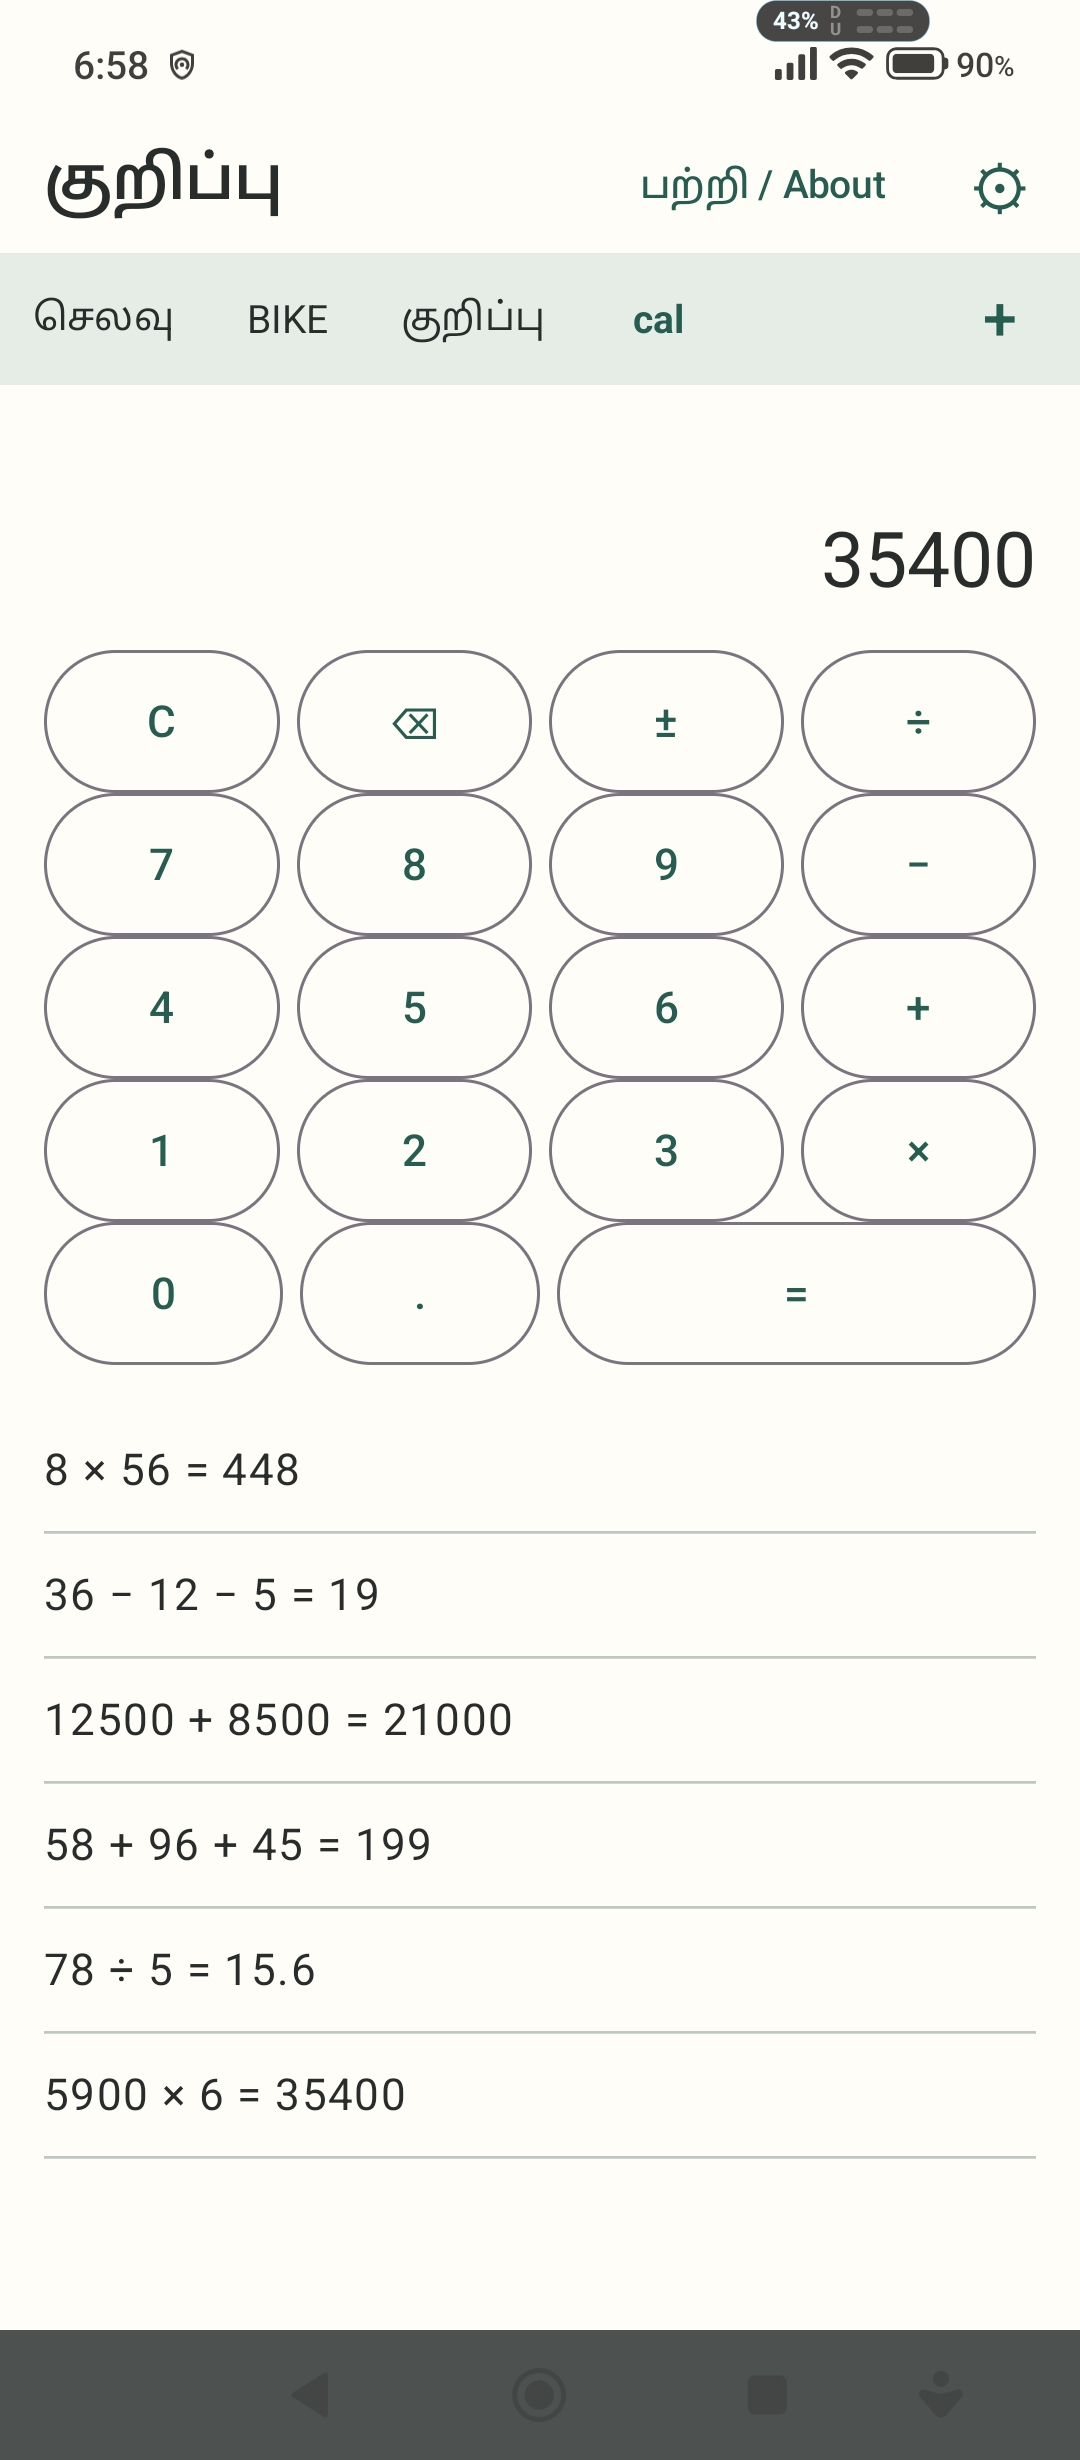 43% D U
6:58 90%
குறிப்பு பற்றி / About
செலவு BIKE குறிப்பு cal +
35400
C ⌫ ± ÷
7 8 9 −
4 5 6 +
1 2 3 ×
0 . =
8 × 56 = 448
36 − 12 − 5 = 19
12500 + 8500 = 21000
58 + 96 + 45 = 199
78 ÷ 5 = 15.6
5900 × 6 = 35400